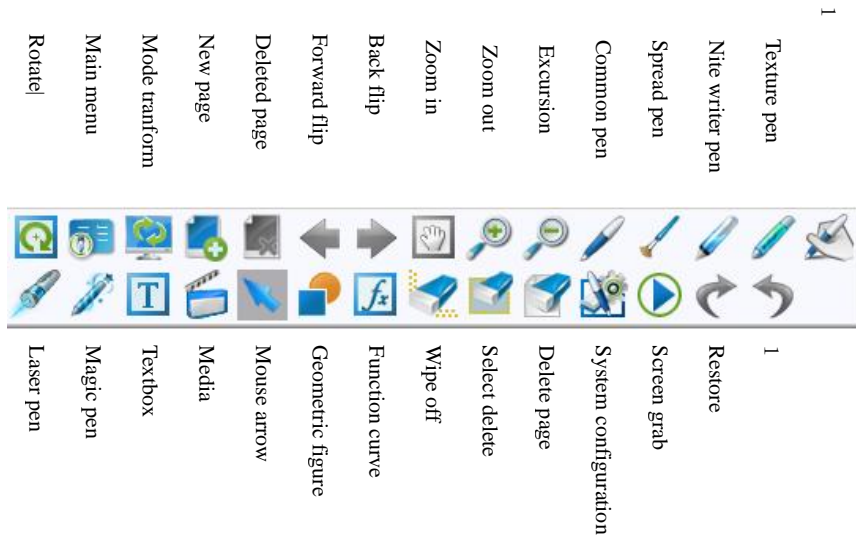 Rotate
Main menu
Mode tranform
New page
Deleted page
Forward flip
Back flip
Zoom in
Zoom out
Excursion
Common pen
Spread pen
Nite writer pen
Texture pen
1
T
fx
Laser pen
Magic pen
Textbox
Media
Mouse arrow
Geometric figure
Function curve
Wipe off
Select delete
Delete page
System configuration
Screen grab
Restore
1